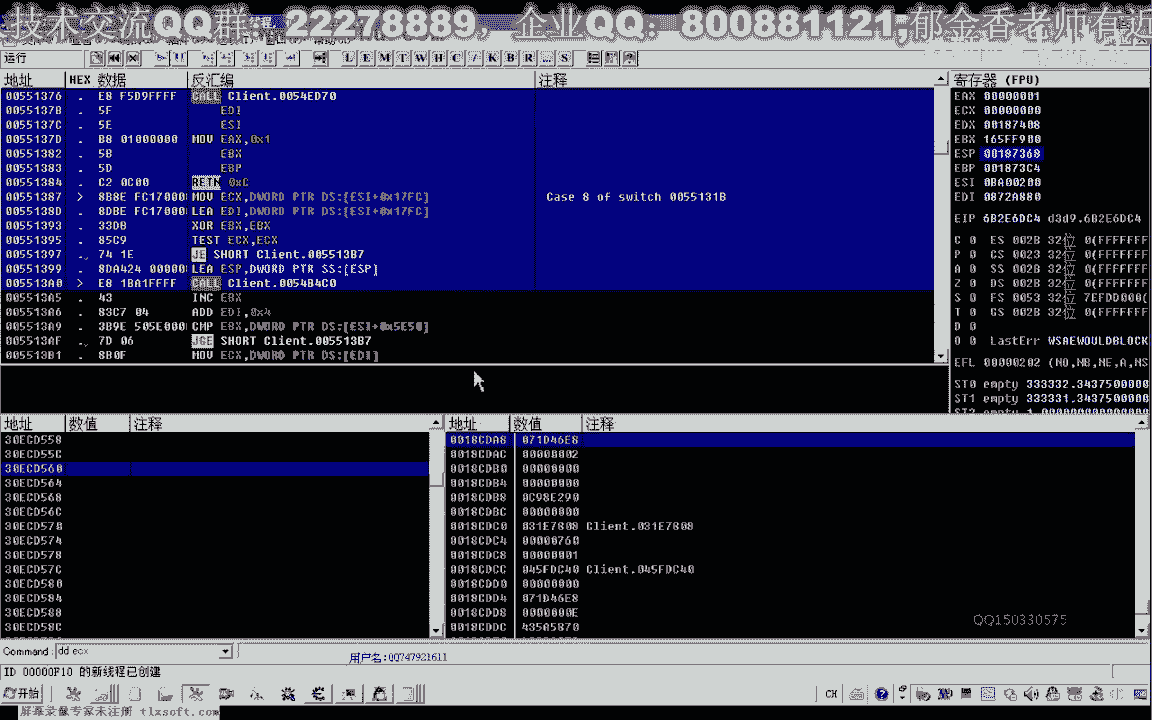 技术交流QQ群：22278889，企业QQ：800881121;郁金香老师有近
运行
L E M T W H C / K B R ... S
地址 HEX 数据 反汇编 注释
00551376 . E8 F5D9FFFF CALL Client.0054ED70
0055137B . 5F EDI
0055137C . 5E ESI
0055137D . B8 01000000 MOV EAX,0x1
00551382 . 5B EBX
00551383 . 5D EBP
00551384 . C2 0C00 RETN 0xC
00551387 > 8B8E FC17000 MOV ECX,DWORD PTR DS:[ESI+0x17FC] Case 8 of switch 0055131B
0055138D . 8DBE FC17000 LEA EDI,DWORD PTR DS:[ESI+0x17FC]
00551393 . 33DB XOR EBX,EBX
00551395 . 85C9 TEST ECX,ECX
00551397 . 74 1E JE SHORT Client.005513B7
00551399 . 8DA424 00000 LEA ESP,DWORD PTR SS:[ESP]
005513A0 > E8 1BA1FFFF CALL Client.0054B4C0
005513A5 . 43 INC EBX
005513A6 . 83C7 04 ADD EDI,0x4
005513A9 . 3B9E 505E000 CMP EBX,DWORD PTR DS:[ESI+0x5E50]
005513AF . 7D 06 JGE SHORT Client.005513B7
005513B1 . 8B0F MOV ECX,DWORD PTR DS:[EDI]
寄存器 (FPU)
EAX 00000001
ECX 00000000
EDX 00187408
EBX 165FF900
ESP 00187368
EBP 001873C4
ESI 0BA00200
EDI 0872A880
EIP 6B2E6DC4 d3d9.6B2E6DC4
C 0 ES 002B 32位 0(FFFFFFF
P 0 CS 0023 32位 0(FFFFFFF
A 0 SS 002B 32位 0(FFFFFFF
Z 0 DS 002B 32位 0(FFFFFFF
S 0 FS 0053 32位 7EFDD000(
T 0 GS 002B 32位 0(FFFFFFF
D 0
O 0 LastErr WSAEWOULDBLOCK
EFL 00000202 (NO,NB,NE,A,NS
ST0 empty 333332.3437500000
ST1 empty 333331.3437500000
地址 数值 注释
30ECD558
30ECD55C
30ECD560
30ECD564
30ECD568
30ECD56C
30ECD570
30ECD574
30ECD578
30ECD57C
30ECD580
30ECD584
30ECD588
30ECD58C
地址 数值 注释
0018CDA8 071D46E8
0018CDAC 00000002
0018CDB0 00000000
0018CDB4 00000000
0018CDB8 0C98E290
0018CDBC 00000000
0018CDC0 031E7808 Client.031E7808
0018CDC4 00000760
0018CDC8 00000001
0018CDCC 045FDC40 Client.045FDC40
0018CDD0 00000000
0018CDD4 071D46E8
0018CDD8 0000000E
0018CDDC 435A5870
QQ150330575
Command: dd ecx
用户名:QQ747921611
ID 00000F10 的新线程已创建
开始
CH
屏幕录像专家未注册 tlxsoft.com